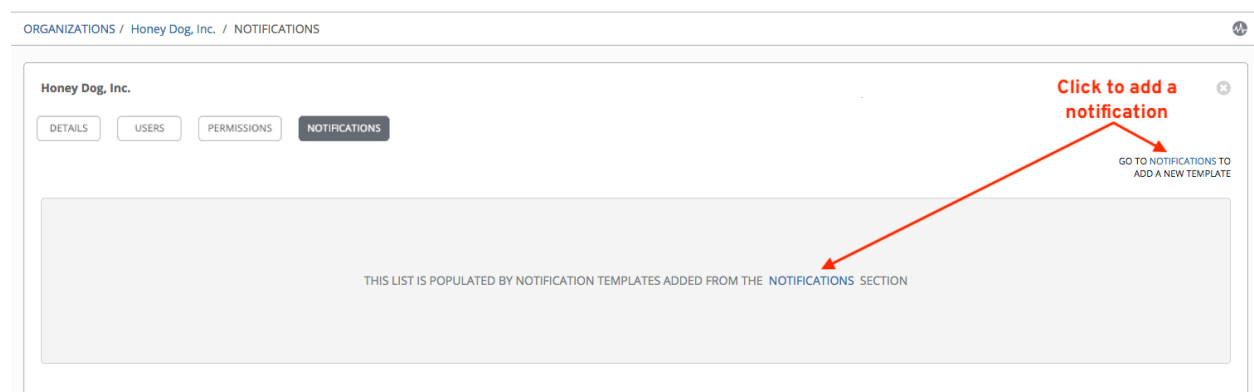 ORGANIZATIONS / Honey Dog, Inc. / NOTIFICATIONS
Honey Dog, Inc.
Click to add a
notification
DETAILS USERS PERMISSIONS NOTIFICATIONS
GO TO NOTIFICATIONS TO
ADD A NEW TEMPLATE
THIS LIST IS POPULATED BY NOTIFICATION TEMPLATES ADDED FROM THE NOTIFICATIONS SECTION